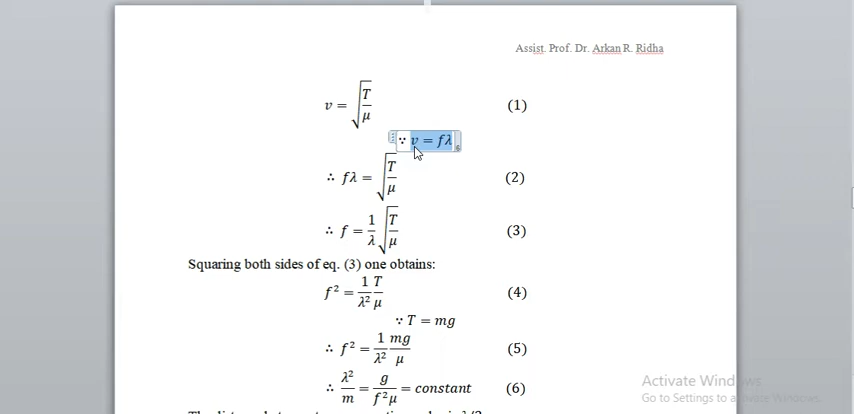 Assist. Prof. Dr. Arkan R. Ridha
v = √(T/μ) (1)
∵ v = fλ
∴ fλ = √(T/μ) (2)
∴ f = 1/λ √(T/μ) (3)
Squaring both sides of eq. (3) one obtains:
f² = 1/λ² T/μ (4)
∵ T = mg
∴ f² = 1/λ² mg/μ (5)
∴ λ²/m = g/f²μ = constant (6)
Activate Windows
Go to Settings to activate Windows.